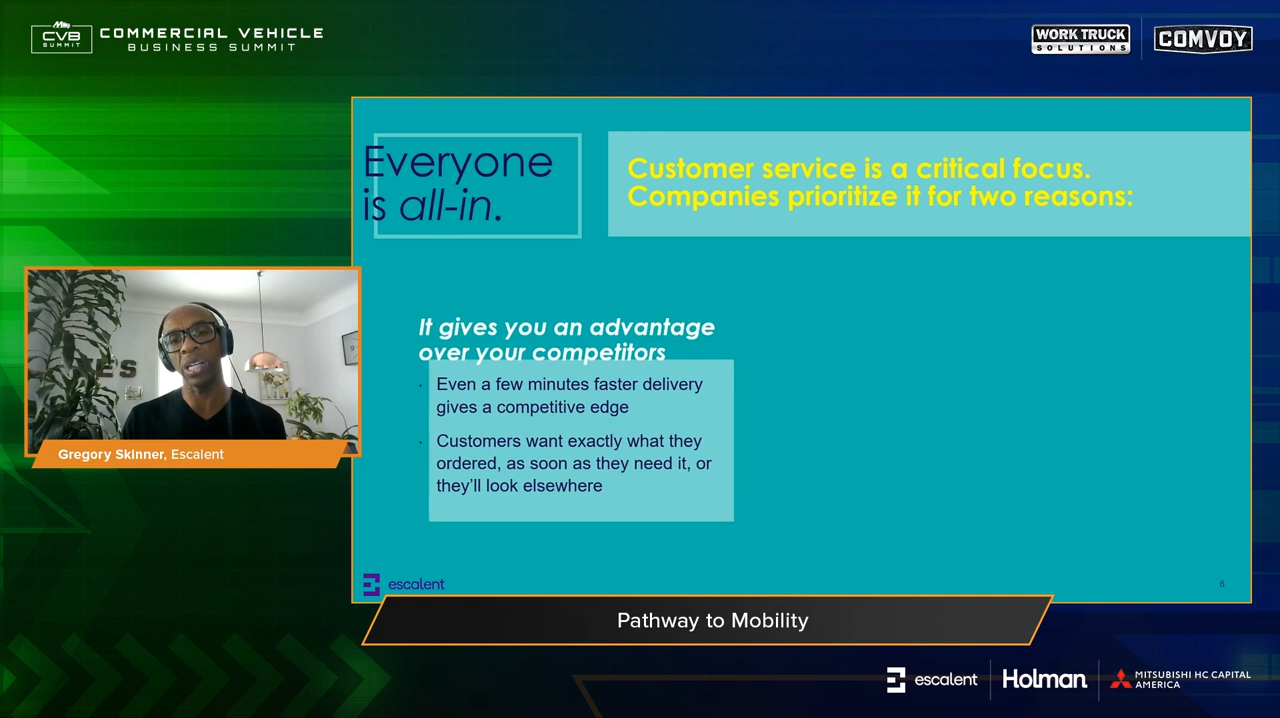 CVB
SUMMIT
COMMERCIAL VEHICLE
BUSINESS SUMMIT
WORK TRUCK
SOLUTIONS
COMVOY
Everyone
is all-in.
Customer service is a critical focus.
Companies prioritize it for two reasons:
It gives you an advantage
over your competitors
· Even a few minutes faster delivery
gives a competitive edge
· Customers want exactly what they
ordered, as soon as they need it, or
they'll look elsewhere
Gregory Skinner, Escalent
escalent
6
Pathway to Mobility
escalent
Holman
MITSUBISHI HC CAPITAL
AMERICA